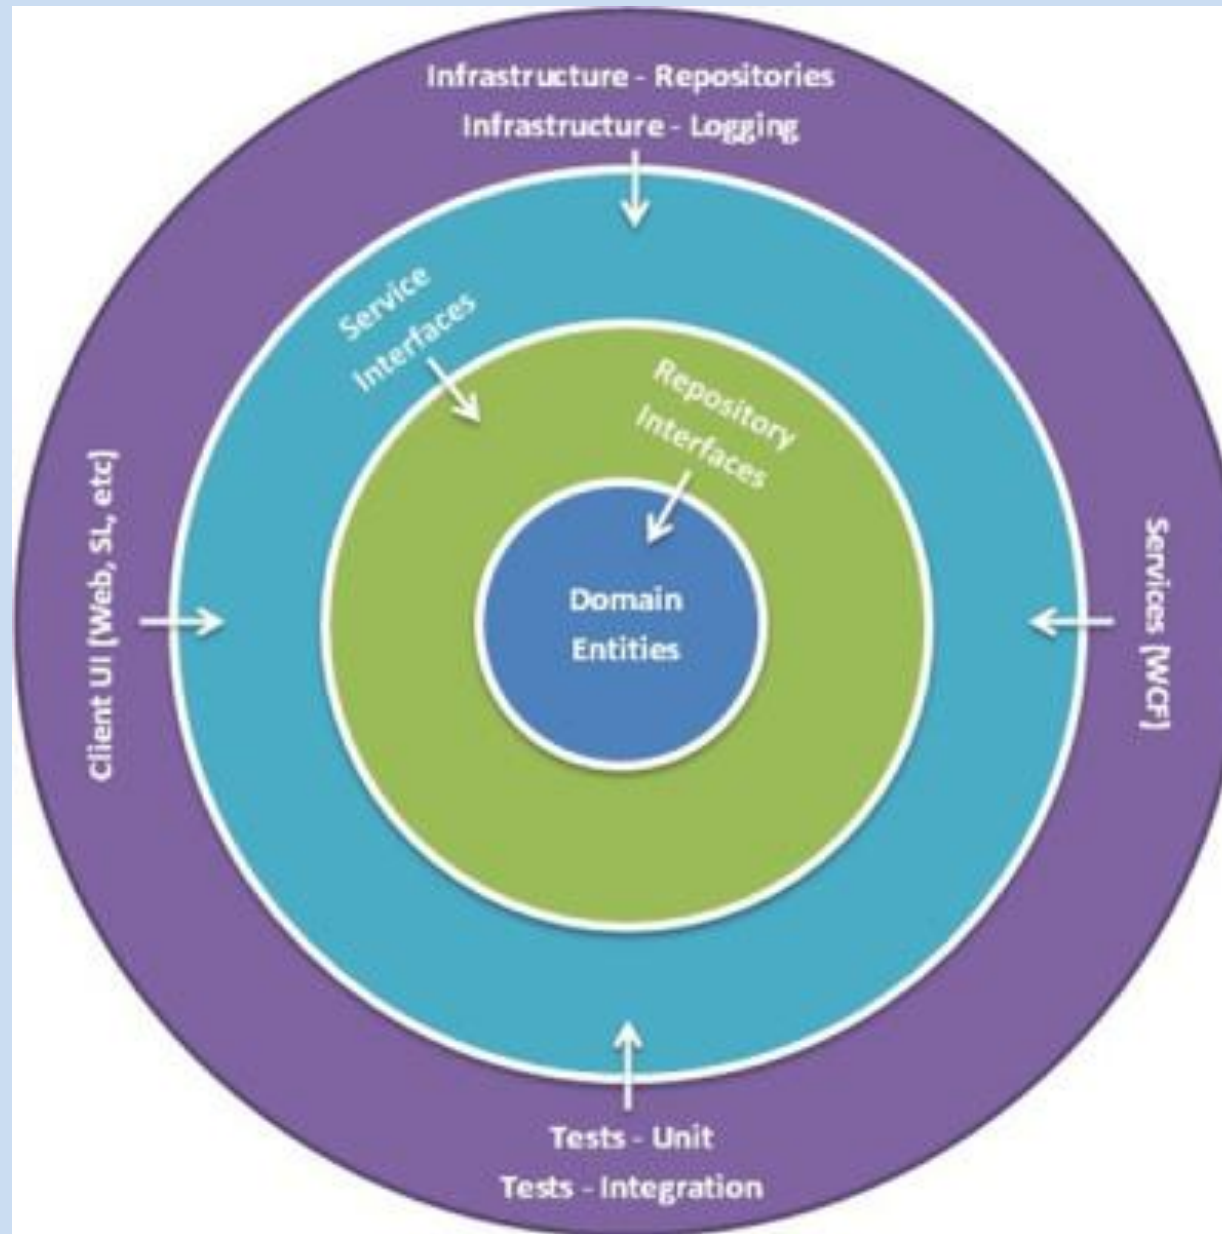 Infrastructure - Repositories
Infrastructure - Logging
Service
Interfaces
Repository
Interfaces
Client UI (Web, SL, etc)
Domain
Entities
Services (WCF)
Tests - Unit
Tests - Integration